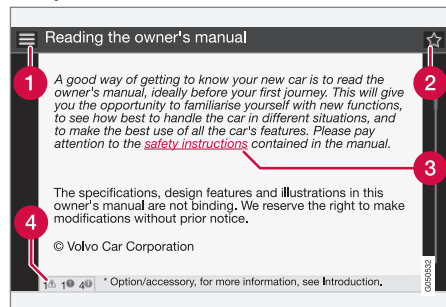 Reading the owner's manual
1
2
A good way of getting to know your new car is to read the
owner's manual, ideally before your first journey. This will give
you the opportunity to familiarise yourself with new functions,
to see how best to handle the car in different situations, and
to make the best use of all the car's features. Please pay
attention to the safety instructions contained in the manual.
3
The specifications, design features and illustrations in this
owner's manual are not binding. We reserve the right to make
modifications without prior notice.
4
© Volvo Car Corporation
1 1 4 * Option/accessory, for more information, see Introduction.
G050532